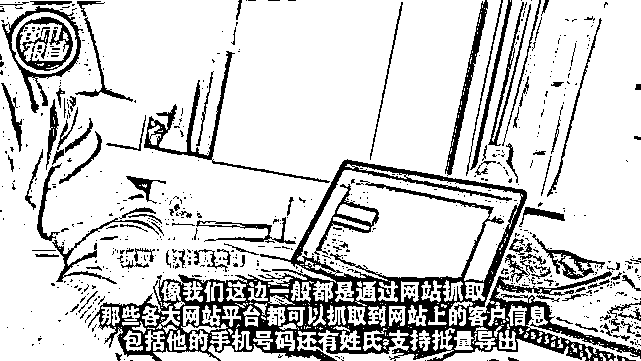 都市
报道
"抓取"软件贩卖商
像我们这边一般都是通过网站抓取
那些各大网站平台 都可以抓取到网站上的客户信息
包括他的手机号码还有姓氏 支持批量导出